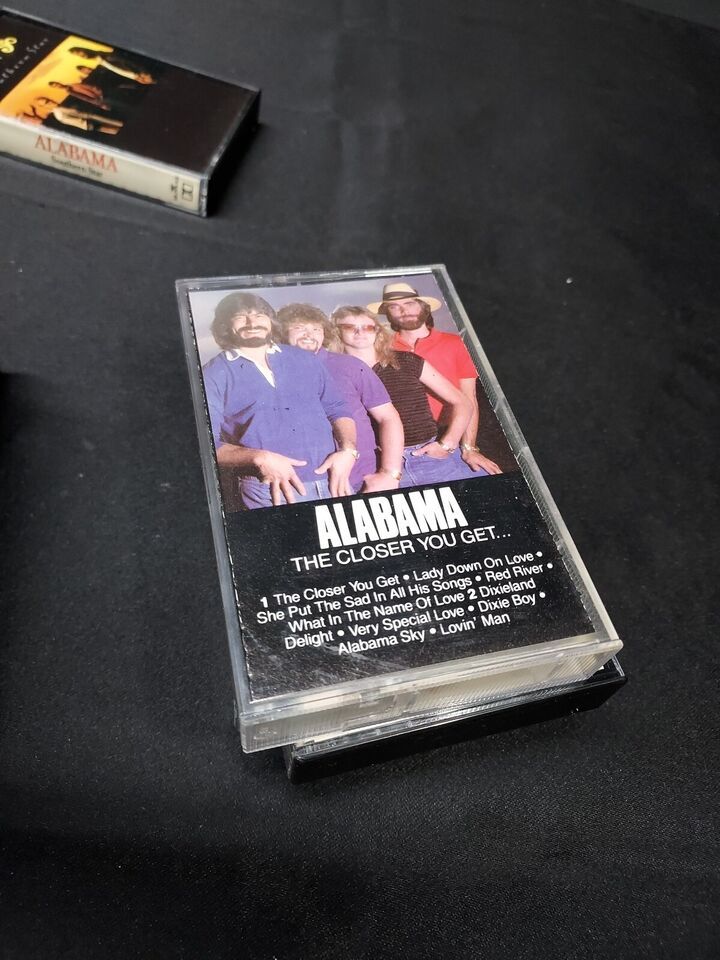 ALABAMA
Southern Star
ALABAMA
THE CLOSER YOU GET...
1 The Closer You Get • Lady Down On Love •
She Put The Sad In All His Songs • Red River •
What In The Name Of Love 2 Dixieland
Delight • Very Special Love • Dixie Boy •
Alabama Sky • Lovin' Man